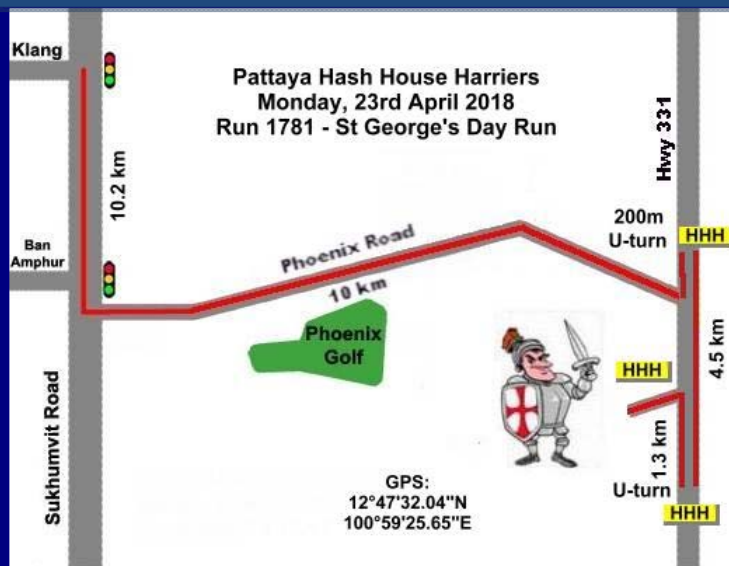 Klang
Pattaya Hash House Harriers
Monday, 23rd April 2018
Run 1781 - St George's Day Run
Hwy 331
10.2 km
200m
U-turn
HHH
Ban
Amphur
Phoenix Road
10 km
Phoenix
Golf
HHH
4.5 km
1.3 km
Sukhumvit Road
GPS:
12°47'32.04"N
100°59'25.65"E
U-turn
HHH